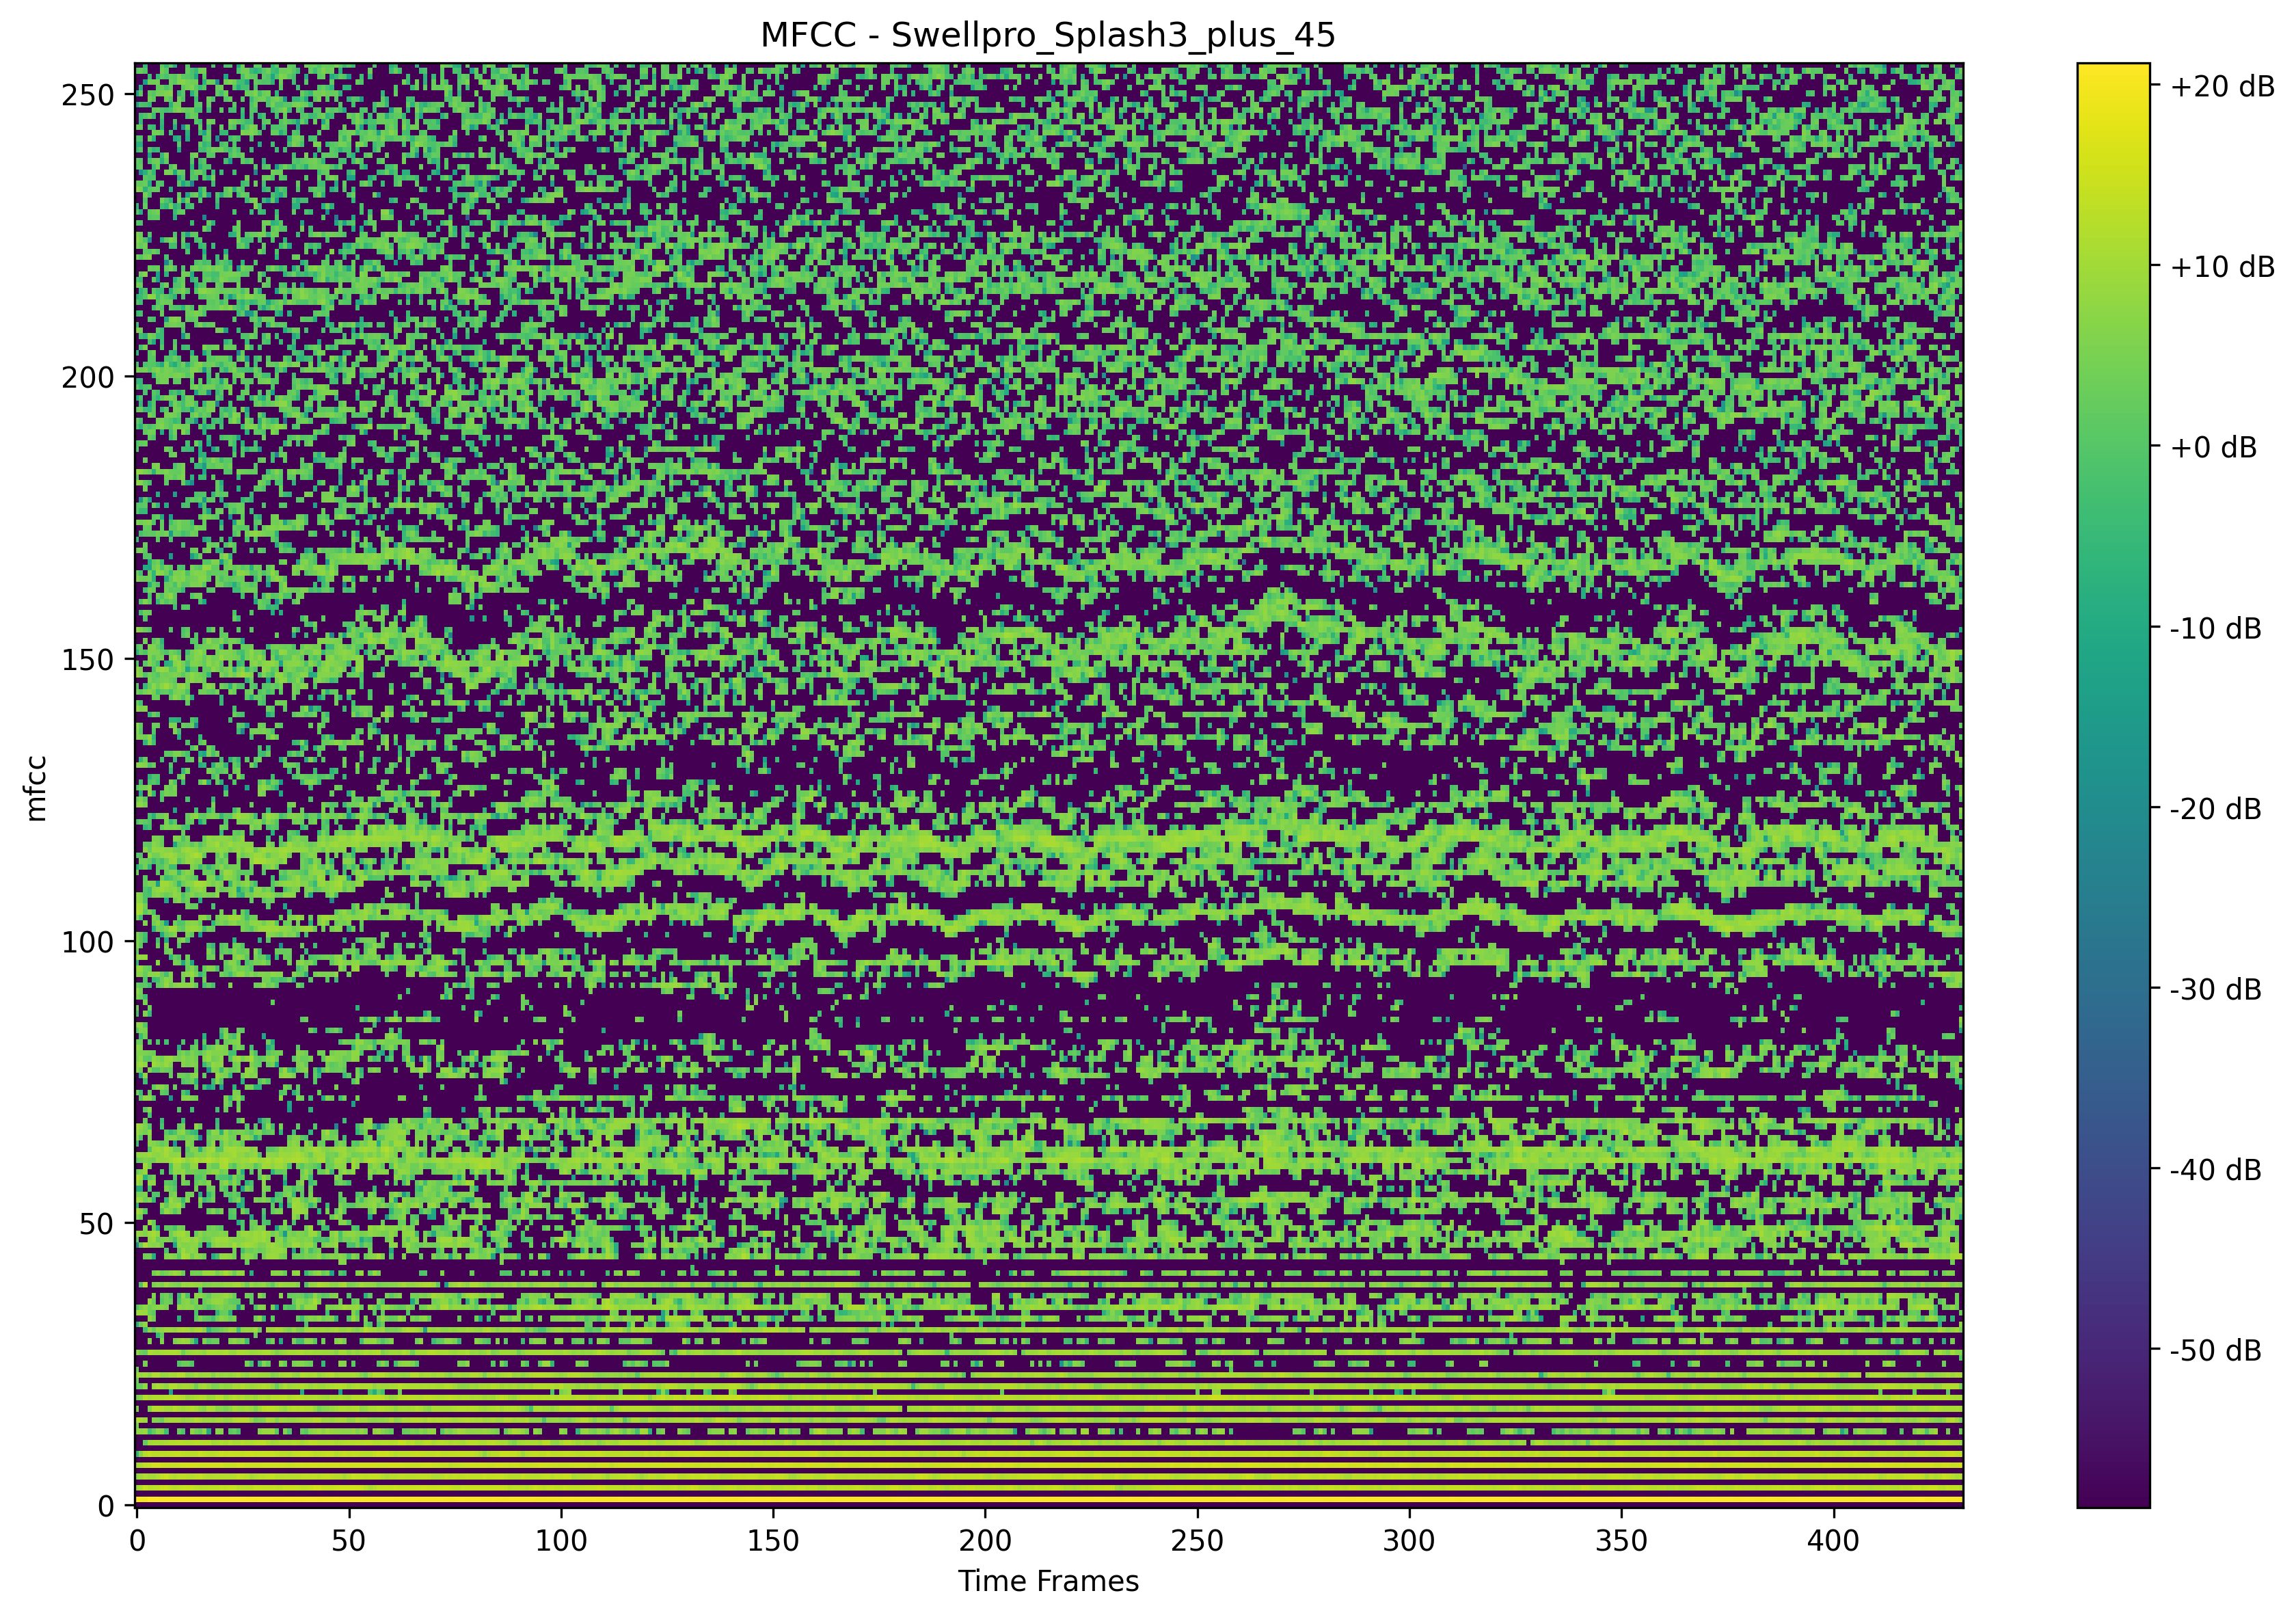 MFCC - Swellpro_Splash3_plus_45
250
200
150
100
50
0
mfcc
0 50 100 150 200 250 300 350 400
Time Frames
+20 dB
+10 dB
+0 dB
-10 dB
-20 dB
-30 dB
-40 dB
-50 dB